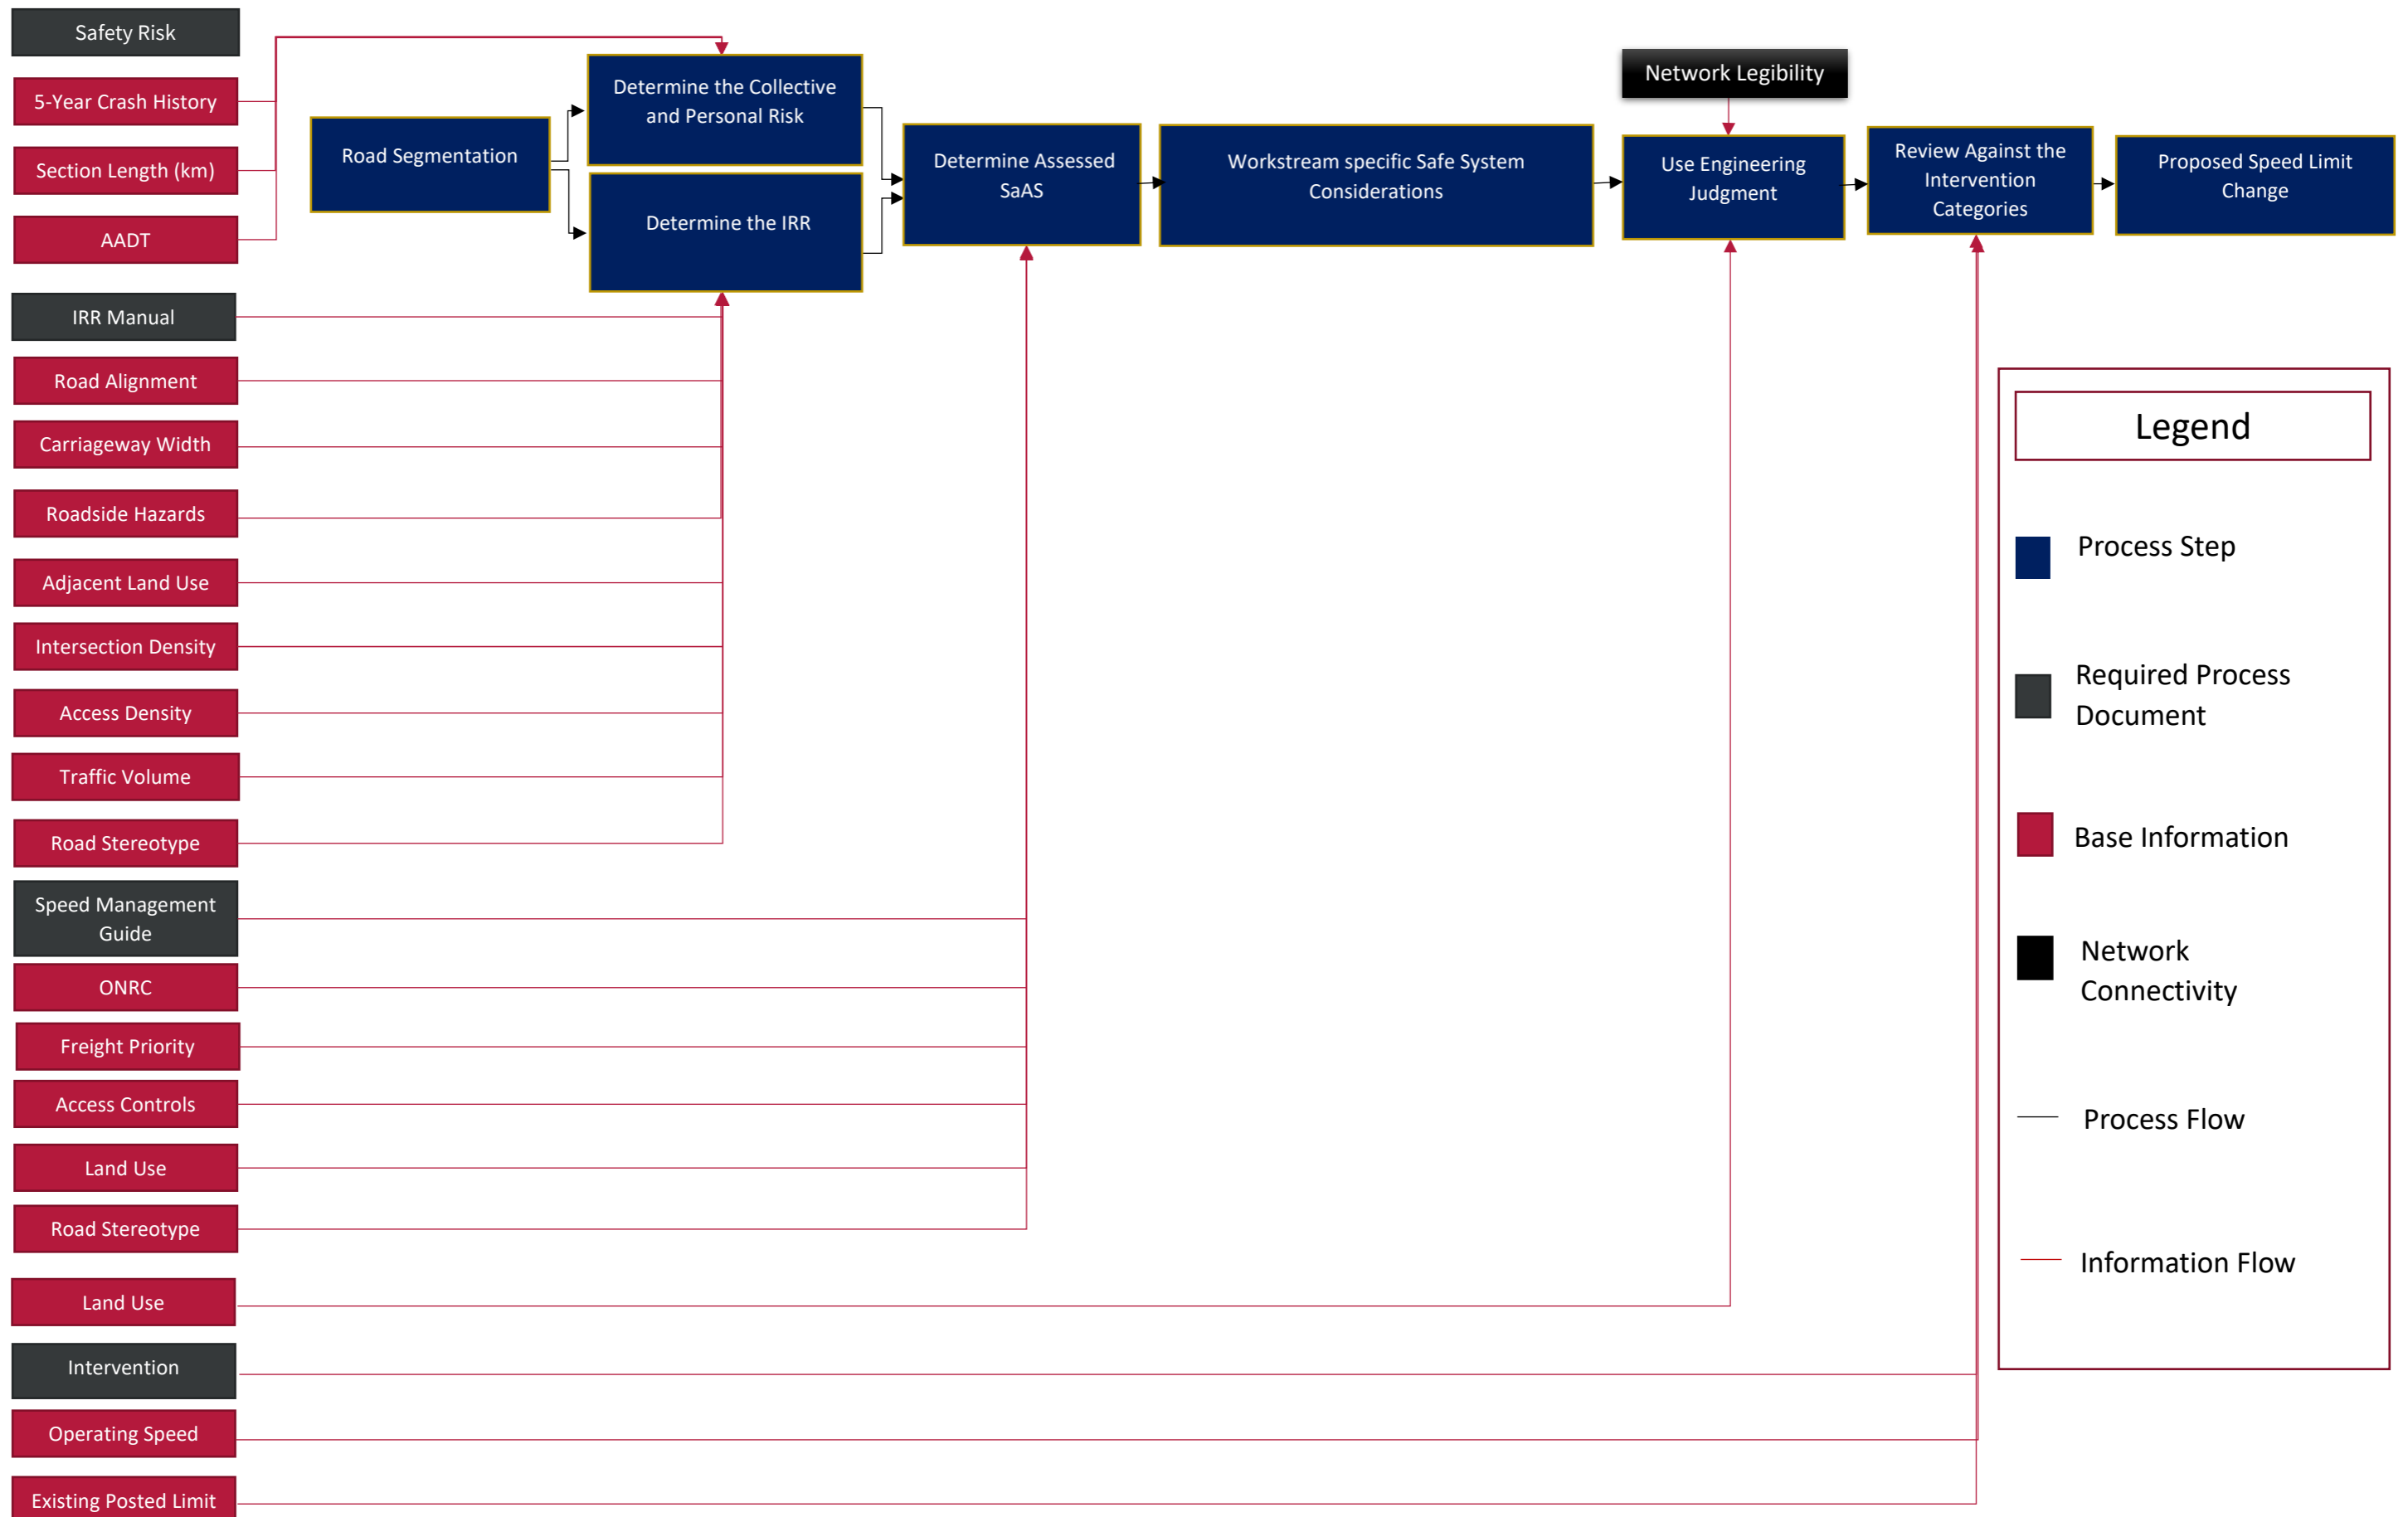 Safety Risk
5-Year Crash History
Section Length (km)
AADT
IRR Manual
Road Alignment
Carriageway Width
Roadside Hazards
Adjacent Land Use
Intersection Density
Access Density
Traffic Volume
Road Stereotype
Speed Management
Guide
ONRC
Freight Priority
Access Controls
Land Use
Road Stereotype
Land Use
Intervention
Operating Speed
Existing Posted Limit
Road Segmentation
Determine the Collective
and Personal Risk
Determine the IRR
Determine Assessed
SaAS
Workstream specific Safe System
Considerations
Network Legibility
Use Engineering
Judgment
Review Against the
Intervention
Categories
Proposed Speed Limit
Change
Legend
Process Step
Required Process
Document
Base Information
Network
Connectivity
Process Flow
Information Flow